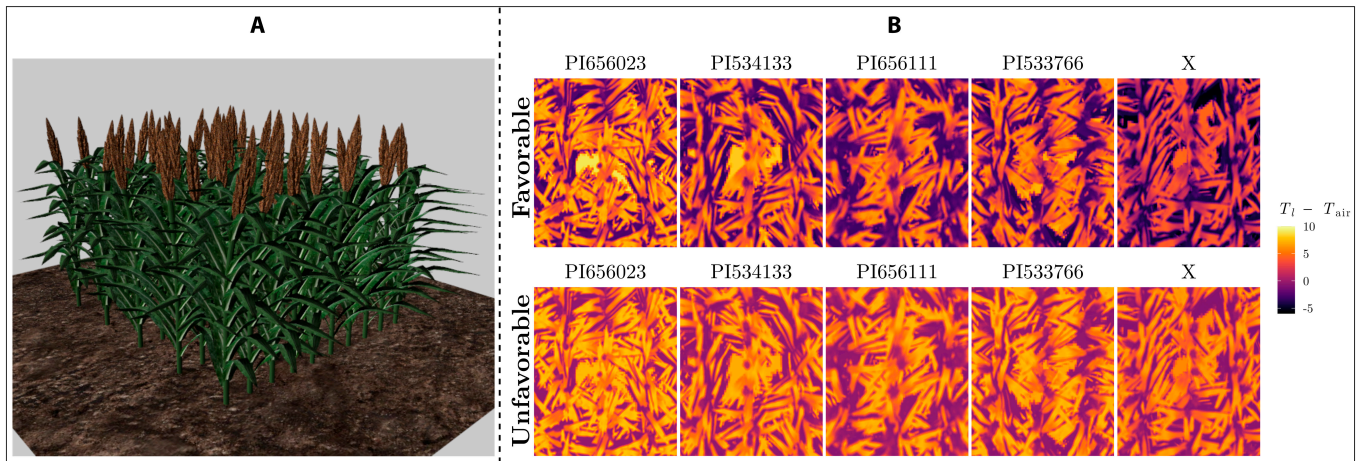 A
B
PI656023 PI534133 PI656111 PI533766 X
Favorable
PI656023 PI534133 PI656111 PI533766 X
Unfavorable
T_l − T_air
10
5
0
-5